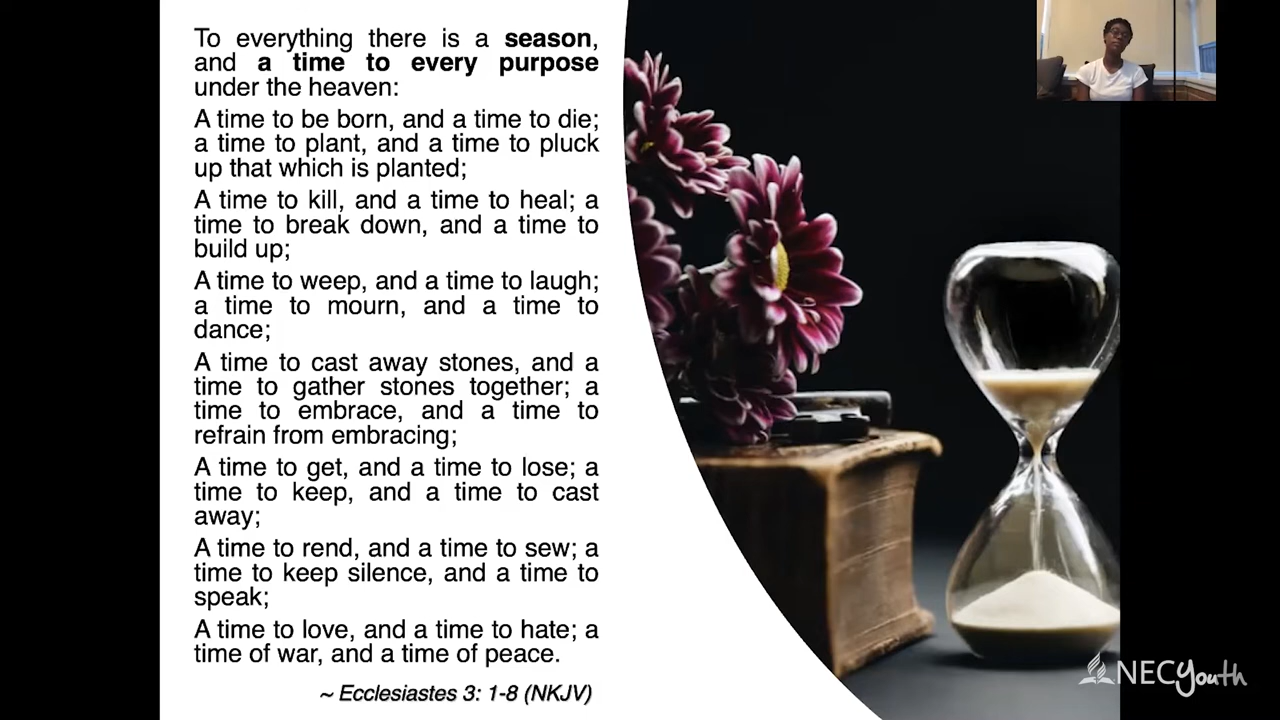 To everything there is a season,
and a time to every purpose
under the heaven:
A time to be born, and a time to die;
a time to plant, and a time to pluck
up that which is planted;
A time to kill, and a time to heal; a
time to break down, and a time to
build up;
A time to weep, and a time to laugh;
a time to mourn, and a time to
dance;
A time to cast away stones, and a
time to gather stones together; a
time to embrace, and a time to
refrain from embracing;
A time to get, and a time to lose; a
time to keep, and a time to cast
away;
A time to rend, and a time to sew; a
time to keep silence, and a time to
speak;
A time to love, and a time to hate; a
time of war, and a time of peace.
~ Ecclesiastes 3: 1-8 (NKJV)
NECyouth